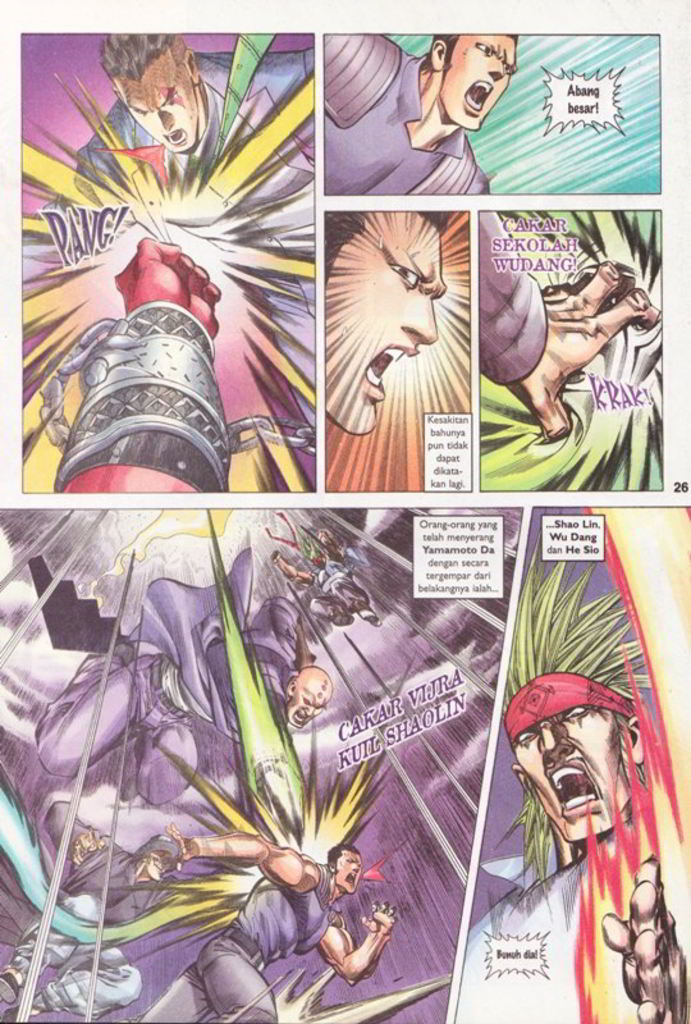 PANG!
Abang
besar!
CAKAR
SEKOLAH
WUDANG!
KRAK!
Kesakitan
bahunya
pun tidak
dapat
dikata-
kan lagi.
26
Orang-orang yang
telah menyerang
Yamamoto Da
dengan secara
tergempar dari
belakangnya ialah...
...Shao Lin,
Wu Dang
dan He Sio
CAKAR VIJRA
KUIL SHAOLIN
Bunuh dia!